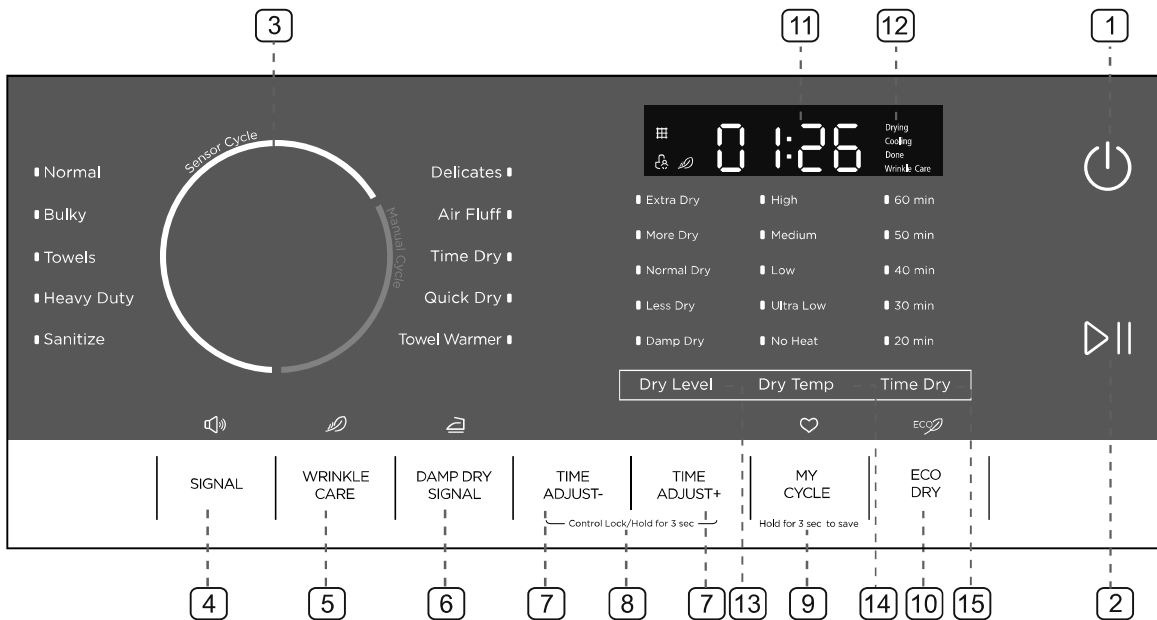 3
11
12
1
Sensor Cycle
Manual Cycle
Normal
Bulky
Towels
Heavy Duty
Sanitize
Delicates
Air Fluff
Time Dry
Quick Dry
Towel Warmer
01:26
Drying
Cooling
Done
Wrinkle Care
Extra Dry
More Dry
Normal Dry
Less Dry
Damp Dry
High
Medium
Low
Ultra Low
No Heat
60 min
50 min
40 min
30 min
20 min
Dry Level
Dry Temp
Time Dry
ECO
SIGNAL
WRINKLE
CARE
DAMP DRY
SIGNAL
TIME
ADJUST-
TIME
ADJUST+
Control Lock/Hold for 3 sec
MY
CYCLE
Hold for 3 sec to save
ECO
DRY
4
5
6
7
8
7
13
9
14
10
15
2